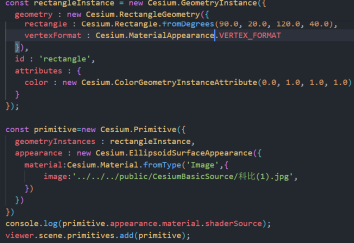 const rectangleInstance = new Cesium.GeometryInstance({
geometry : new Cesium.RectangleGeometry({
rectangle : Cesium.Rectangle.fromDegrees(90.0, 20.0, 120.0, 40.0),
vertexFormat : Cesium.MaterialAppearance.VERTEX_FORMAT
}),
id : 'rectangle',
attributes : {
color : new Cesium.ColorGeometryInstanceAttribute(0.0, 1.0, 1.0, 1.0)
}
});
const primitive=new Cesium.Primitive({
geometryInstances : rectangleInstance,
appearance : new Cesium.EllipsoidSurfaceAppearance({
material:Cesium.Material.fromType('Image',{
image:'../../../public/CesiumBasicSource/科比(1).jpg',
})
})
})
console.log(primitive.appearance.material.shaderSource);
viewer.scene.primitives.add(primitive);